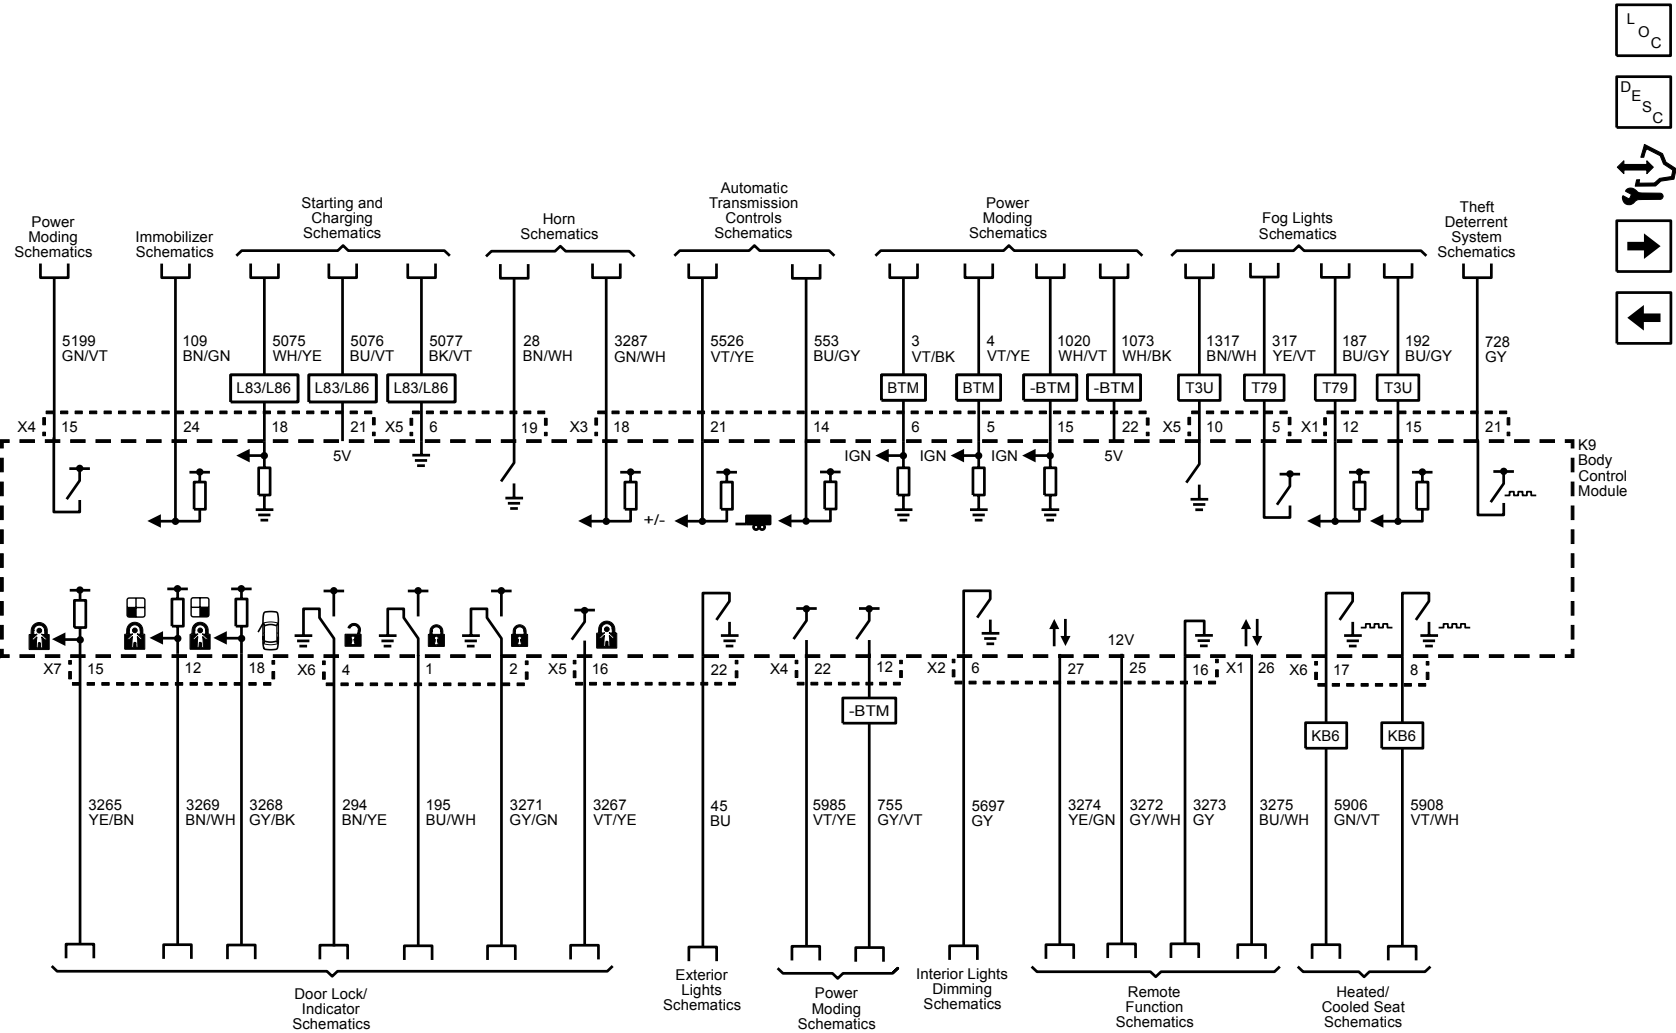 L
O
C
D
E
S
C
Power
Moding
Schematics
Immobilizer
Schematics
Starting and
Charging
Schematics
Horn
Schematics
Automatic
Transmission
Controls
Schematics
Power
Moding
Schematics
Fog Lights
Schematics
Theft
Deterrent
System
Schematics
5199
GN/VT
109
BN/GN
5075
WH/YE
5076
BU/VT
5077
BK/VT
28
BN/WH
3287
GN/WH
5526
VT/YE
553
BU/GY
3
VT/BK
4
VT/YE
1020
WH/VT
1073
WH/BK
1317
BN/WH
317
YE/VT
187
BU/GY
192
BU/GY
728
GY
L83/L86 L83/L86 L83/L86 BTM BTM -BTM -BTM T3U T79 T79 T3U
X4 15 24 18 21 X5 6 19 X3 18 21 14 6 5 15 22 X5 10 5 X1 12 15 21
5V IGN IGN IGN 5V
K9
Body
Control
Module
+/-
12V
X7 15 12 18 X6 4 1 2 X5 16 22 X4 22 12 X2 6 27 25 16 X1 26 X6 17 8
-BTM
KB6 KB6
3265
YE/BN
3269
BN/WH
3268
GY/BK
294
BN/YE
195
BU/WH
3271
GY/GN
3267
VT/YE
45
BU
5985
VT/YE
755
GY/VT
5697
GY
3274
YE/GN
3272
GY/WH
3273
GY
3275
BU/WH
5906
GN/VT
5908
VT/WH
Door Lock/
Indicator
Schematics
Exterior
Lights
Schematics
Power
Moding
Schematics
Interior Lights
Dimming
Schematics
Remote
Function
Schematics
Heated/
Cooled Seat
Schematics